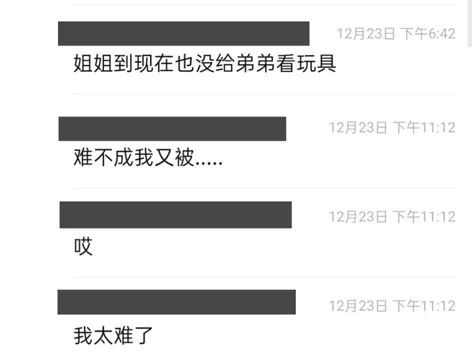 12月23日 下午6:42
姐姐到现在也没给弟弟看玩具
12月23日 下午11:12
难不成我又被.....
12月23日 下午11:12
哎
12月23日 下午11:12
我太难了